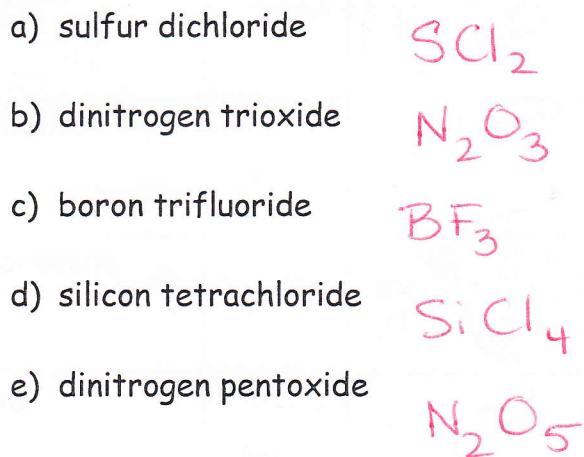 a) sulfur dichloride SCl₂
b) dinitrogen trioxide N₂O₃
c) boron trifluoride BF₃
d) silicon tetrachloride SiCl₄
e) dinitrogen pentoxide N₂O₅